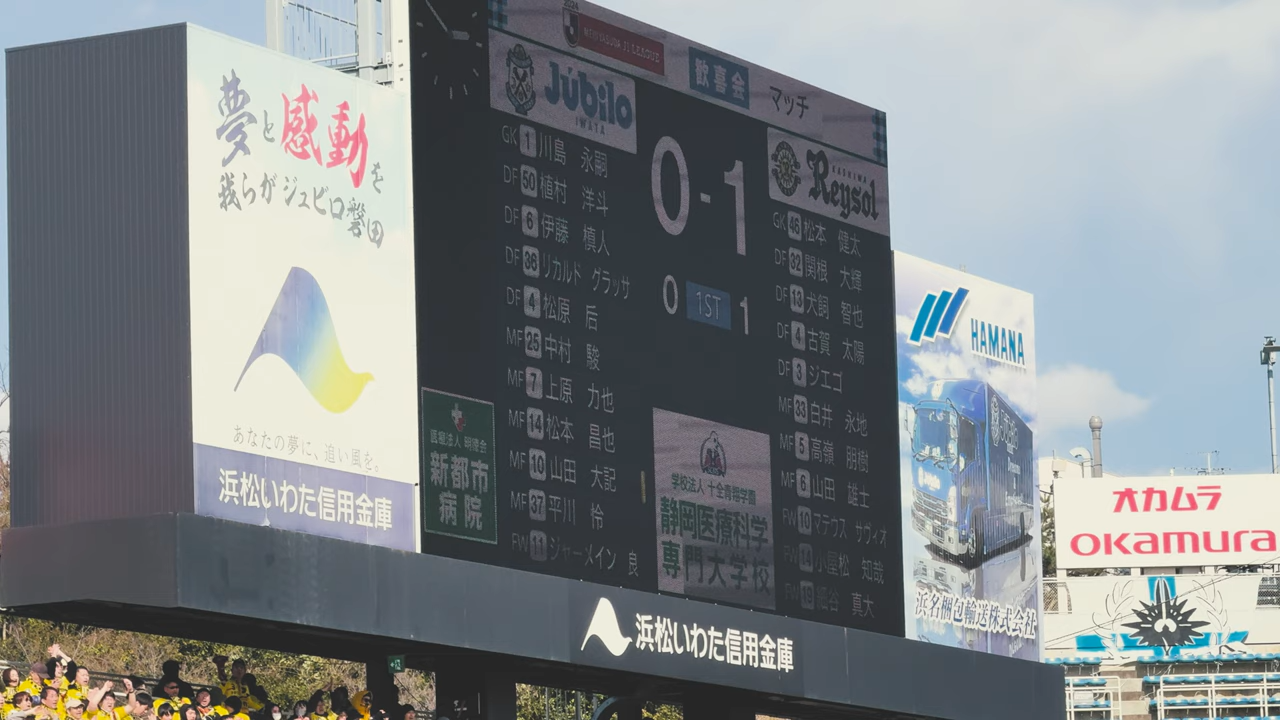 夢と感動を
我らがジュビロ磐田
あなたの夢に、追い風を。
浜松いわた信用金庫
2024
MEIJI YASUDA J1 LEAGUE
歓喜会 マッチ
Júbilo
IWATA
0-1
0 1ST 1
GK 1 川島 永嗣
DF 50 植村 洋斗
DF 6 伊藤 槙人
DF 36 リカルド グラッサ
DF 4 松原 后
MF 25 中村 駿
MF 7 上原 力也
MF 14 松本 昌也
MF 10 山田 大記
MF 37 平川 怜
FW 11 ジャーメイン 良
KASHIWA
Reysol
GK 46 松本 健太
DF 32 関根 大輝
DF 13 犬飼 智也
DF 4 古賀 太陽
DF 3 ジエゴ
MF 33 白井 永地
MF 5 高嶺 朋樹
MF 6 山田 雄士
FW 10 マテウス サヴィオ
FW 14 小屋松 知哉
FW 19 細谷 真大
医療法人 明徳会
新都市
病院
学校法人 十全青翔学園
静岡医療科学
専門大学校
浜松いわた信用金庫
HAMANA
浜名梱包輸送株式会社
オカムラ
okamura